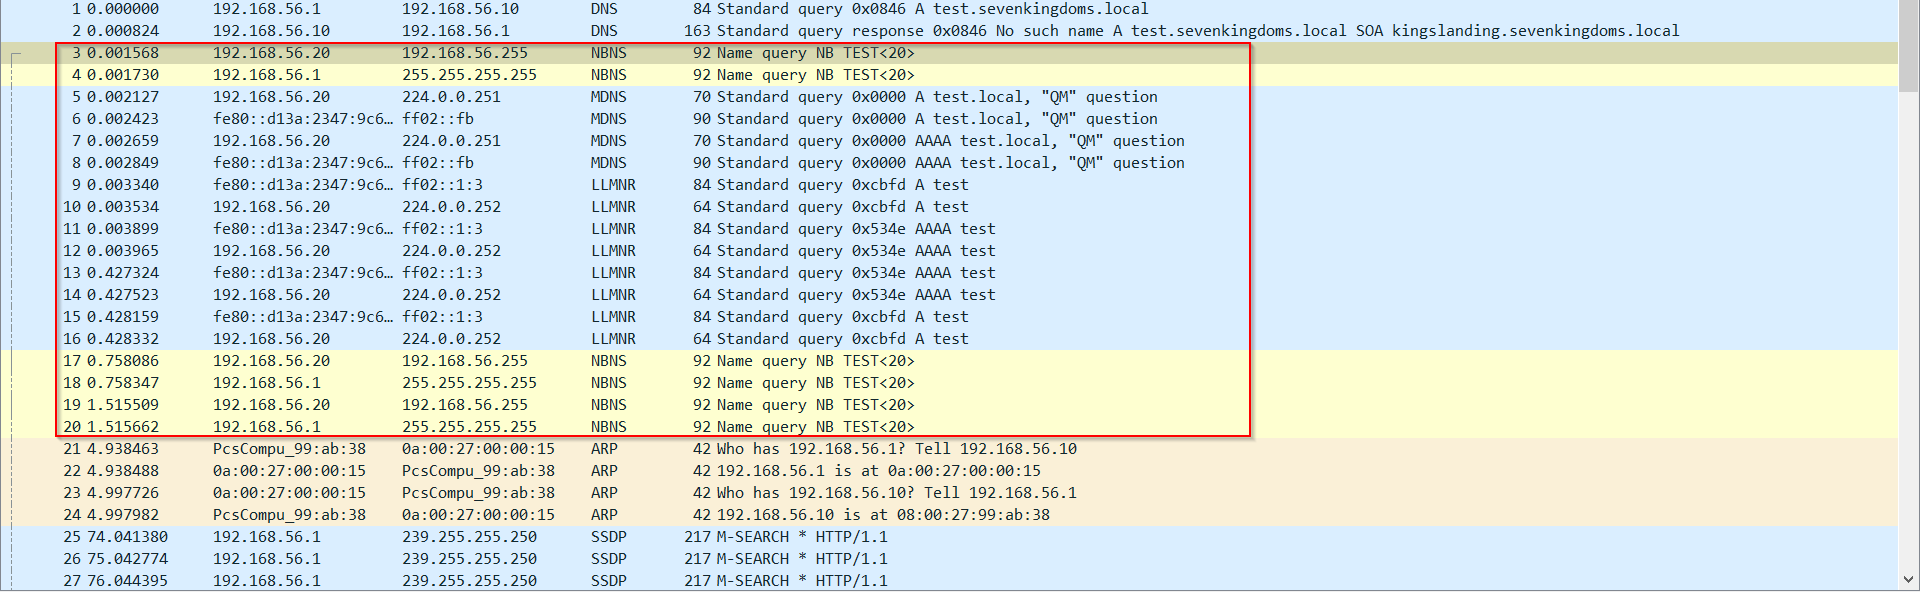 1 0.000000 192.168.56.1 192.168.56.10 DNS 84 Standard query 0x0846 A test.sevenkingdoms.local
2 0.000824 192.168.56.10 192.168.56.1 DNS 163 Standard query response 0x0846 No such name A test.sevenkingdoms.local SOA kingslanding.sevenkingdoms.local
3 0.001568 192.168.56.20 192.168.56.255 NBNS 92 Name query NB TEST<20>
4 0.001730 192.168.56.1 255.255.255.255 NBNS 92 Name query NB TEST<20>
5 0.002127 192.168.56.20 224.0.0.251 MDNS 70 Standard query 0x0000 A test.local, "QM" question
6 0.002423 fe80::d13a:2347:9c6… ff02::fb MDNS 90 Standard query 0x0000 A test.local, "QM" question
7 0.002659 192.168.56.20 224.0.0.251 MDNS 70 Standard query 0x0000 AAAA test.local, "QM" question
8 0.002849 fe80::d13a:2347:9c6… ff02::fb MDNS 90 Standard query 0x0000 AAAA test.local, "QM" question
9 0.003340 fe80::d13a:2347:9c6… ff02::1:3 LLMNR 84 Standard query 0xcbfd A test
10 0.003534 192.168.56.20 224.0.0.252 LLMNR 64 Standard query 0xcbfd A test
11 0.003899 fe80::d13a:2347:9c6… ff02::1:3 LLMNR 84 Standard query 0x534e AAAA test
12 0.003965 192.168.56.20 224.0.0.252 LLMNR 64 Standard query 0x534e AAAA test
13 0.427324 fe80::d13a:2347:9c6… ff02::1:3 LLMNR 84 Standard query 0x534e AAAA test
14 0.427523 192.168.56.20 224.0.0.252 LLMNR 64 Standard query 0x534e AAAA test
15 0.428159 fe80::d13a:2347:9c6… ff02::1:3 LLMNR 84 Standard query 0xcbfd A test
16 0.428332 192.168.56.20 224.0.0.252 LLMNR 64 Standard query 0xcbfd A test
17 0.758086 192.168.56.20 192.168.56.255 NBNS 92 Name query NB TEST<20>
18 0.758347 192.168.56.1 255.255.255.255 NBNS 92 Name query NB TEST<20>
19 1.515509 192.168.56.20 192.168.56.255 NBNS 92 Name query NB TEST<20>
20 1.515662 192.168.56.1 255.255.255.255 NBNS 92 Name query NB TEST<20>
21 4.938463 PcsCompu_99:ab:38 0a:00:27:00:00:15 ARP 42 Who has 192.168.56.1? Tell 192.168.56.10
22 4.938488 0a:00:27:00:00:15 PcsCompu_99:ab:38 ARP 42 192.168.56.1 is at 0a:00:27:00:00:15
23 4.997726 0a:00:27:00:00:15 PcsCompu_99:ab:38 ARP 42 Who has 192.168.56.10? Tell 192.168.56.1
24 4.997982 PcsCompu_99:ab:38 0a:00:27:00:00:15 ARP 42 192.168.56.10 is at 08:00:27:99:ab:38
25 74.041380 192.168.56.1 239.255.255.250 SSDP 217 M-SEARCH * HTTP/1.1
26 75.042774 192.168.56.1 239.255.255.250 SSDP 217 M-SEARCH * HTTP/1.1
27 76.044395 192.168.56.1 239.255.255.250 SSDP 217 M-SEARCH * HTTP/1.1